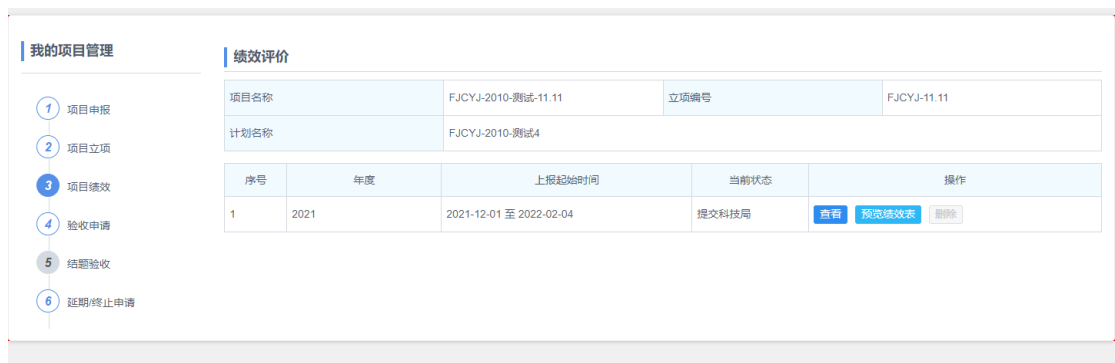 我的项目管理
1 项目申报
2 项目立项
3 项目绩效
4 验收申请
5 结题验收
6 延期/终止申请
绩效评价
项目名称 FJCYJ-2010-测试-11.11 立项编号 FJCYJ-11.11
计划名称 FJCYJ-2010-测试4
序号 年度 上报起始时间 当前状态 操作
1 2021 2021-12-01 至 2022-02-04 提交科技局 查看 预览绩效表 删除